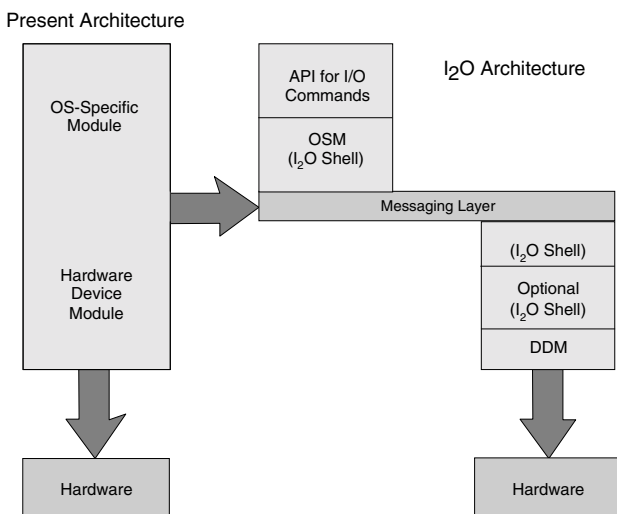 Present Architecture
OS-Specific
Module
Hardware
Device
Module
Hardware
API for I/O
Commands
OSM
(I₂O Shell)
I₂O Architecture
Messaging Layer
(I₂O Shell)
Optional
(I₂O Shell)
DDM
Hardware